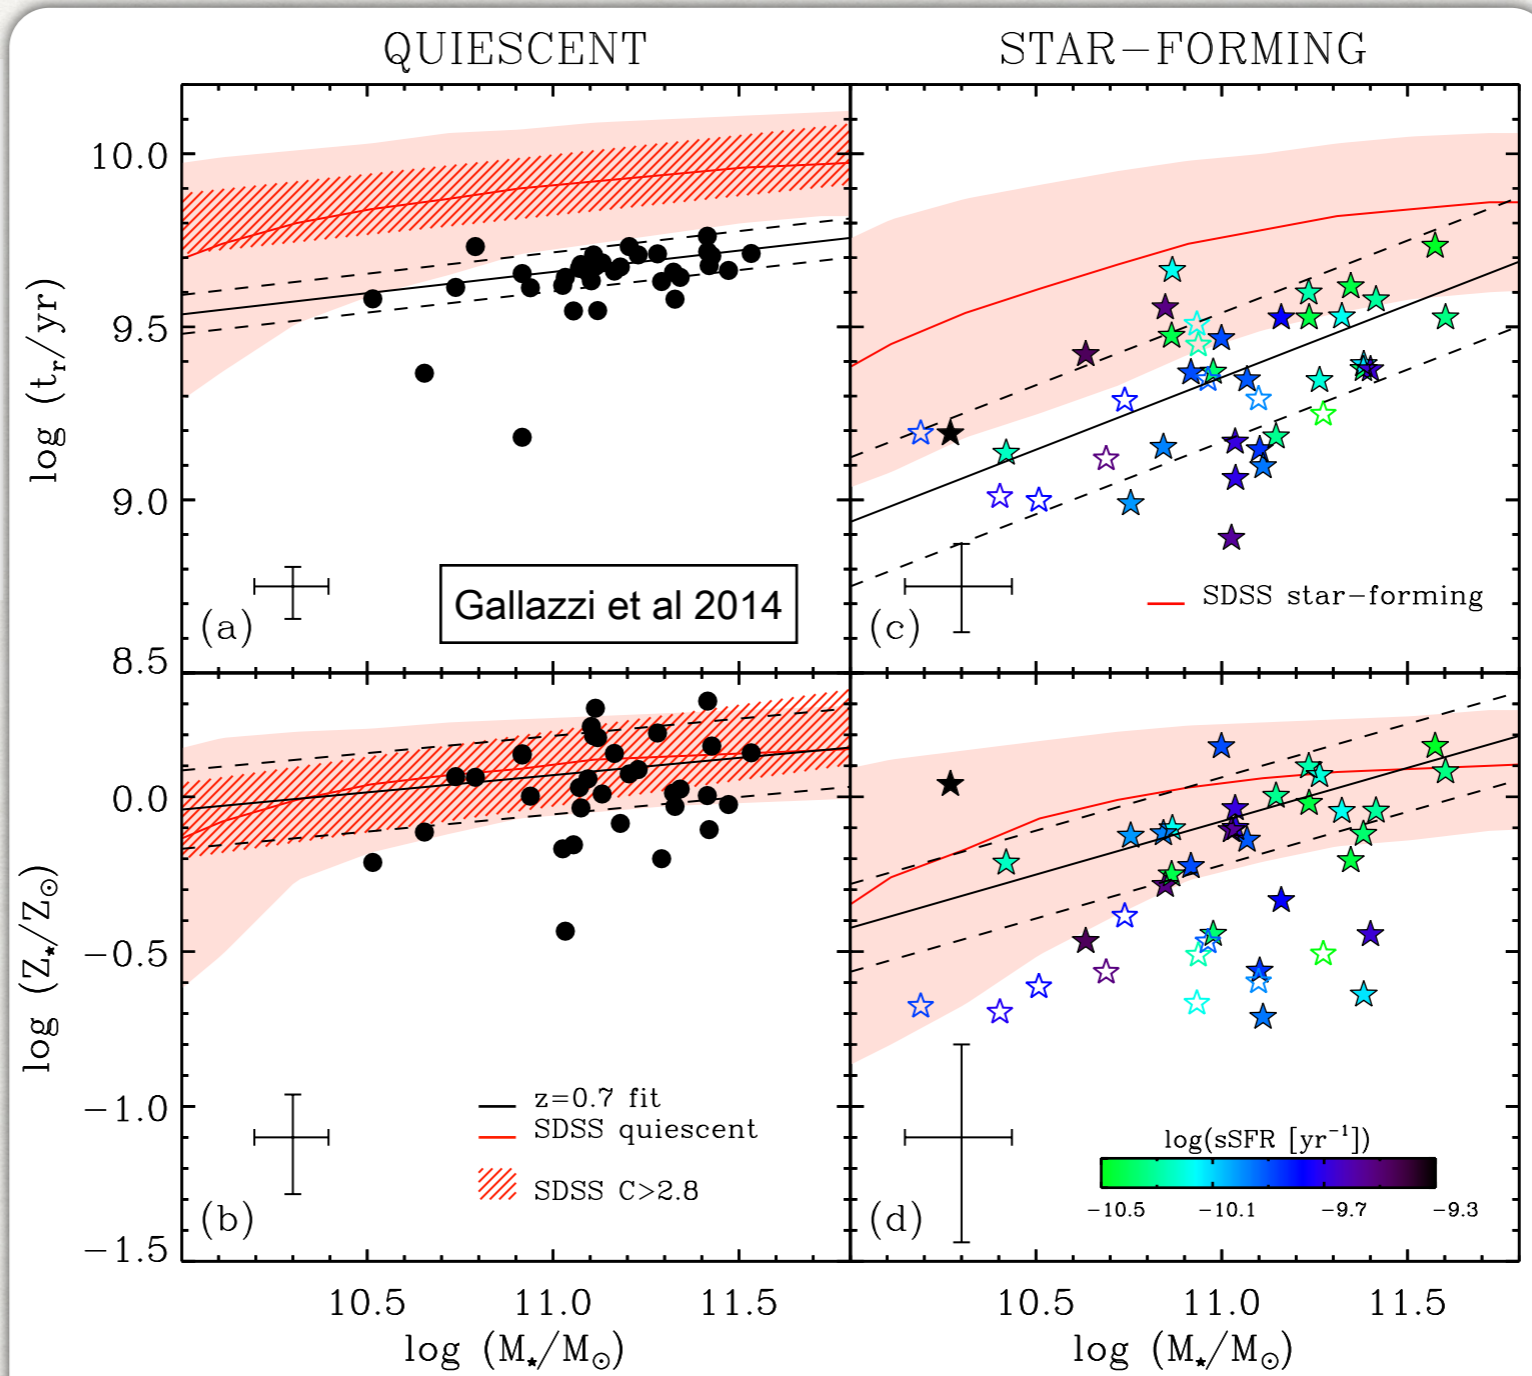 QUIESCENT
STAR-FORMING
log (t_r/yr)
10.0
9.5
9.0
8.5
(a)
Gallazzi et al 2014
(c)
SDSS star-forming
log (Z⋆/Z⊙)
0.0
-0.5
-1.0
-1.5
(b)
z=0.7 fit
SDSS quiescent
SDSS C>2.8
(d)
log(sSFR [yr⁻¹])
-10.5 -10.1 -9.7 -9.3
10.5 11.0 11.5
10.5 11.0 11.5
log (M⋆/M⊙)
log (M⋆/M⊙)